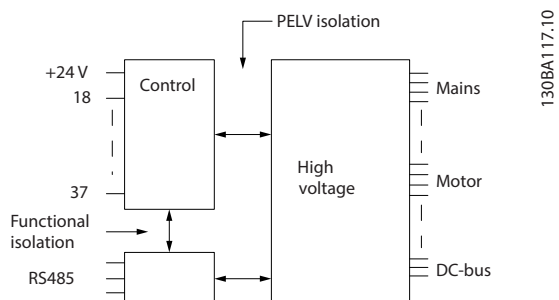 PELV isolation
130BA117.10
+24 V
Control
Mains
18
High
voltage
Motor
37
Functional
isolation
RS485
DC-bus